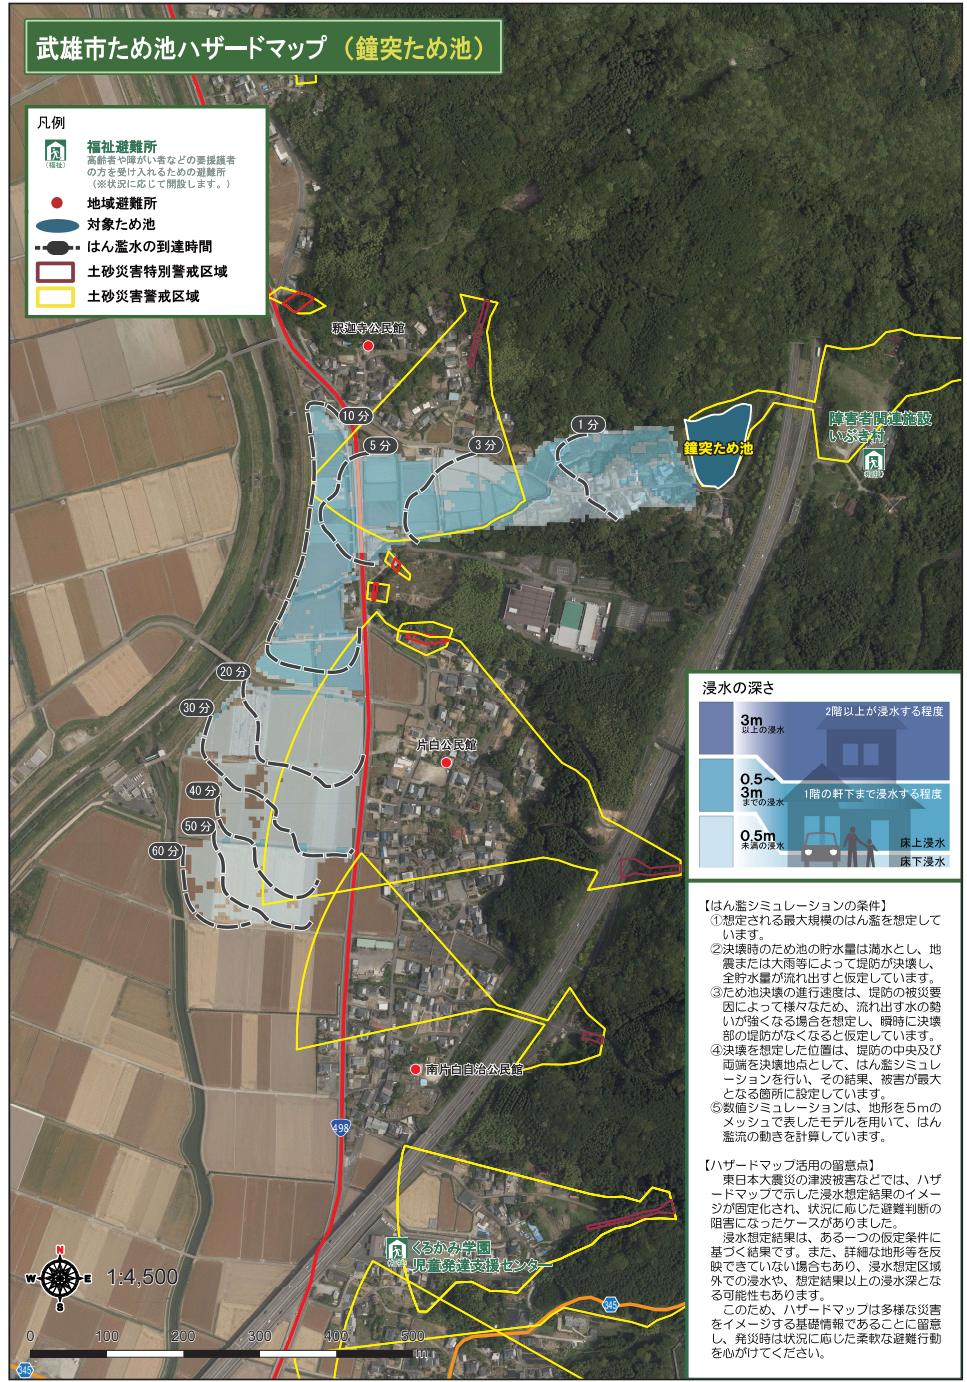 武雄市ため池ハザードマップ （鐘突ため池）
凡例
福祉避難所
高齢者や障がい者などの要援護者
の方を受け入れるための避難所
（※状況に応じて開設します。）
（福祉）
地域避難所
対象ため池
はん濫水の到達時間
土砂災害特別警戒区域
土砂災害警戒区域
釈迦寺公民館
10 分
5 分
3 分
1 分
鐘突ため池
障害者関連施設
いぶき村
（福祉）
20 分
30 分
40 分
50 分
60 分
片白公民館
南片白自治公民館
498
くろかみ学園
児童発達支援センター
（福祉）
345
345
N
W
E
S
1:4,500
0 100 200 300 400 500
m
浸水の深さ
3m
以上の浸水
2階以上が浸水する程度
0.5～
3m
までの浸水
1階の軒下まで浸水する程度
0.5m
未満の浸水
床上浸水
床下浸水
【はん濫シミュレーションの条件】
①想定される最大規模のはん濫を想定して
います。
②決壊時のため池の貯水量は満水とし、地
震または大雨等によって堤防が決壊し、
全貯水量が流れ出すと仮定しています。
③ため池決壊の進行速度は、堤防の被災要
因によって様々なため、流れ出す水の勢
いが強くなる場合を想定し、瞬時に決壊
部の堤防がなくなると仮定しています。
④決壊を想定した位置は、堤防の中央及び
両端を決壊地点として、はん濫シミュレ
ーションを行い、その結果、被害が最大
となる箇所に設定しています。
⑤数値シミュレーションは、地形を５ｍの
メッシュで表したモデルを用いて、はん
濫流の動きを計算しています。
【ハザードマップ活用の留意点】
東日本大震災の津波被害などでは、ハザ
ードマップで示した浸水想定結果のイメー
ジが固定化され、状況に応じた避難判断の
阻害になったケースがありました。
浸水想定結果は、ある一つの仮定条件に
基づく結果です。また、詳細な地形等を反
映できていない場合もあり、浸水想定区域
外での浸水や、想定結果以上の浸水深とな
る可能性もあります。
このため、ハザードマップは多様な災害
をイメージする基礎情報であることに留意
し、発災時は状況に応じた柔軟な避難行動
を心がけてください。